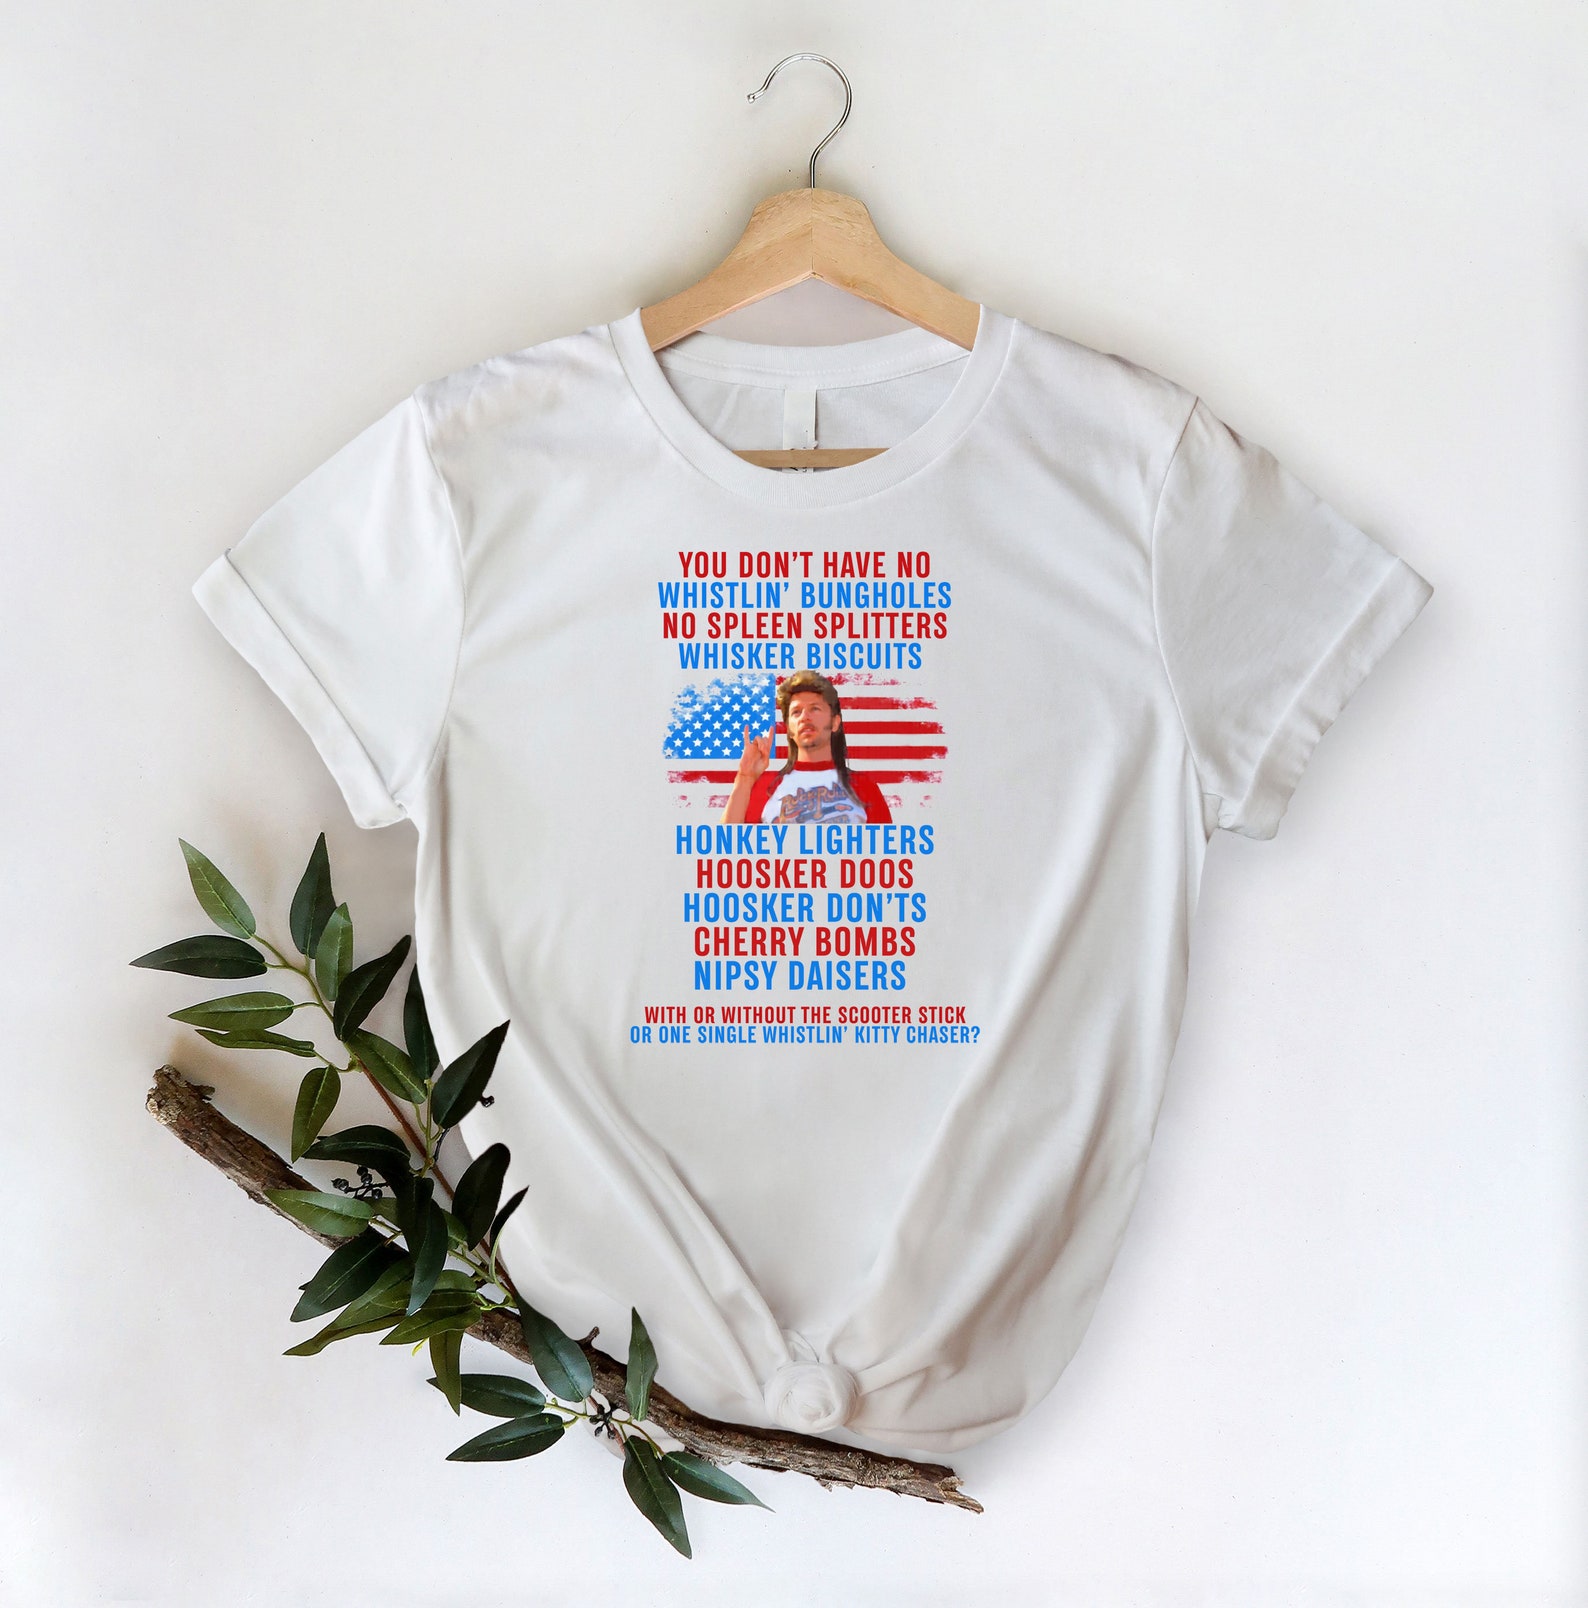 YOU DON'T HAVE NO
WHISTLIN' BUNGHOLES
NO SPLEEN SPLITTERS
WHISKER BISCUITS
HONKEY LIGHTERS
HOOSKER DOOS
HOOSKER DON'TS
CHERRY BOMBS
NIPSY DAISERS
WITH OR WITHOUT THE SCOOTER STICK
OR ONE SINGLE WHISTLIN' KITTY CHASER?